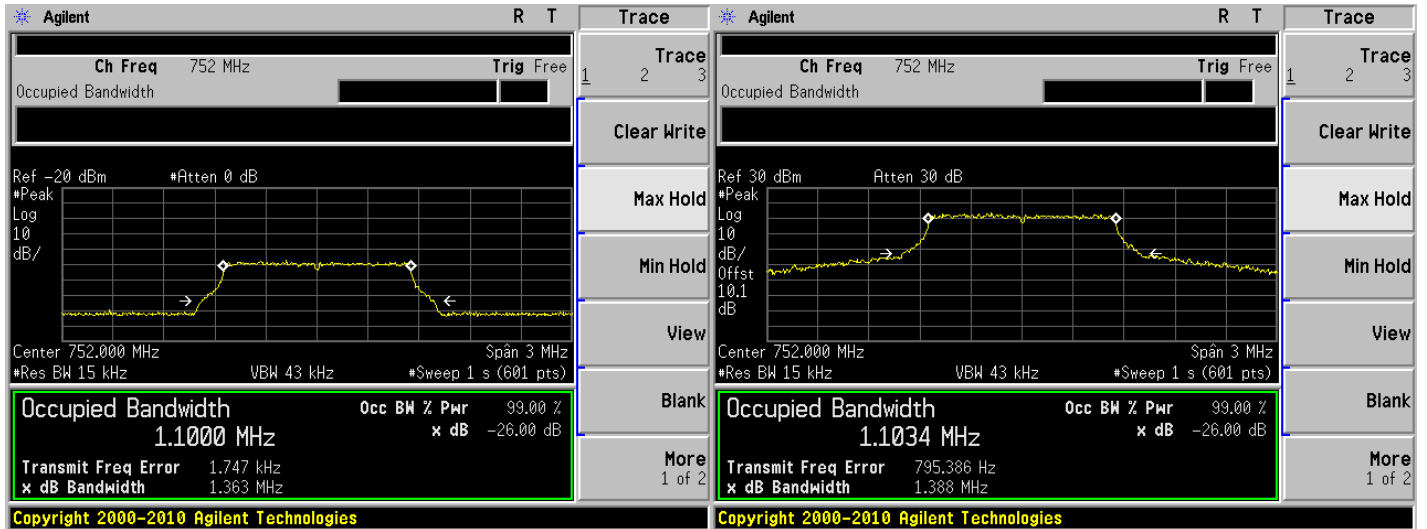 Agilent R T Trace
Ch Freq 752 MHz Trig Free
Occupied Bandwidth
Trace
1 2 3
Clear Write
Ref -20 dBm #Atten 0 dB
#Peak
Log
10
dB/
Max Hold
Min Hold
View
Center 752.000 MHz Span 3 MHz
#Res BW 15 kHz VBW 43 kHz #Sweep 1 s (601 pts)
Occupied Bandwidth Occ BW % Pwr 99.00 %
1.1000 MHz x dB -26.00 dB
Transmit Freq Error 1.747 kHz
x dB Bandwidth 1.363 MHz
Blank
More
1 of 2
Copyright 2000-2010 Agilent Technologies
Agilent R T Trace
Ch Freq 752 MHz Trig Free
Occupied Bandwidth
Trace
1 2 3
Clear Write
Ref 30 dBm Atten 30 dB
#Peak
Log
10
dB/
Offst
10.1
dB
Max Hold
Min Hold
View
Center 752.000 MHz Span 3 MHz
#Res BW 15 kHz VBW 43 kHz #Sweep 1 s (601 pts)
Occupied Bandwidth Occ BW % Pwr 99.00 %
1.1034 MHz x dB -26.00 dB
Transmit Freq Error 795.386 Hz
x dB Bandwidth 1.388 MHz
Blank
More
1 of 2
Copyright 2000-2010 Agilent Technologies